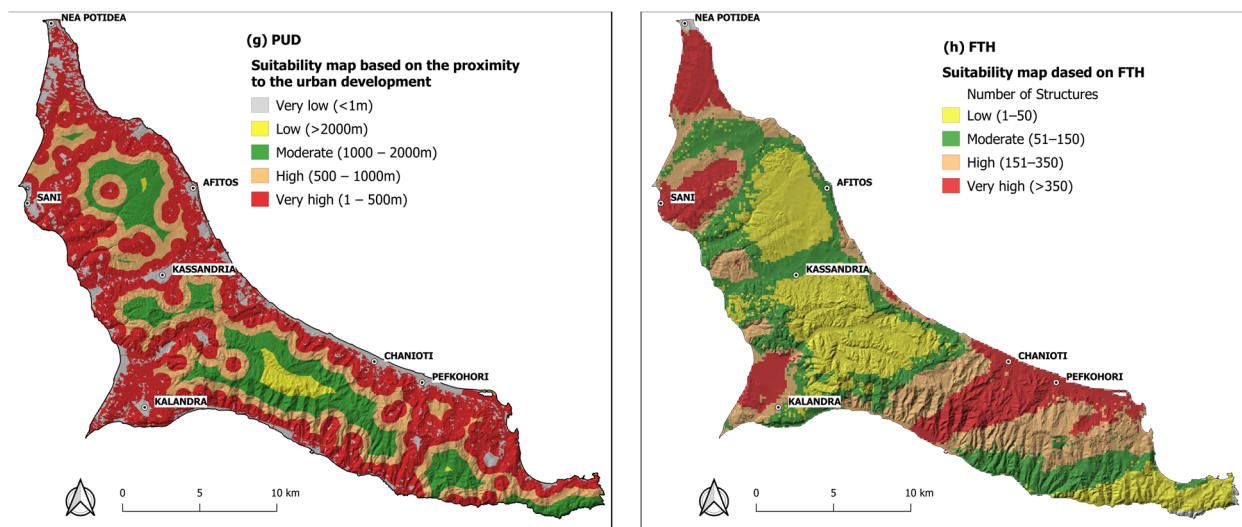 NEA POTIDEA
(g) PUD
Suitability map based on the proximity
to the urban development
Very low (<1m)
Low (>2000m)
Moderate (1000 – 2000m)
High (500 – 1000m)
Very high (1 – 500m)
AFITOS
SANI
KASSANDRIA
CHANIOTI
PEFKOHORI
KALANDRA
0 5 10 km
NEA POTIDEA
(h) FTH
Suitability map dased on FTH
Number of Structures
Low (1–50)
Moderate (51–150)
High (151–350)
Very high (>350)
AFITOS
SANI
KASSANDRIA
CHANIOTI
PEFKOHORI
KALANDRA
0 5 10 km